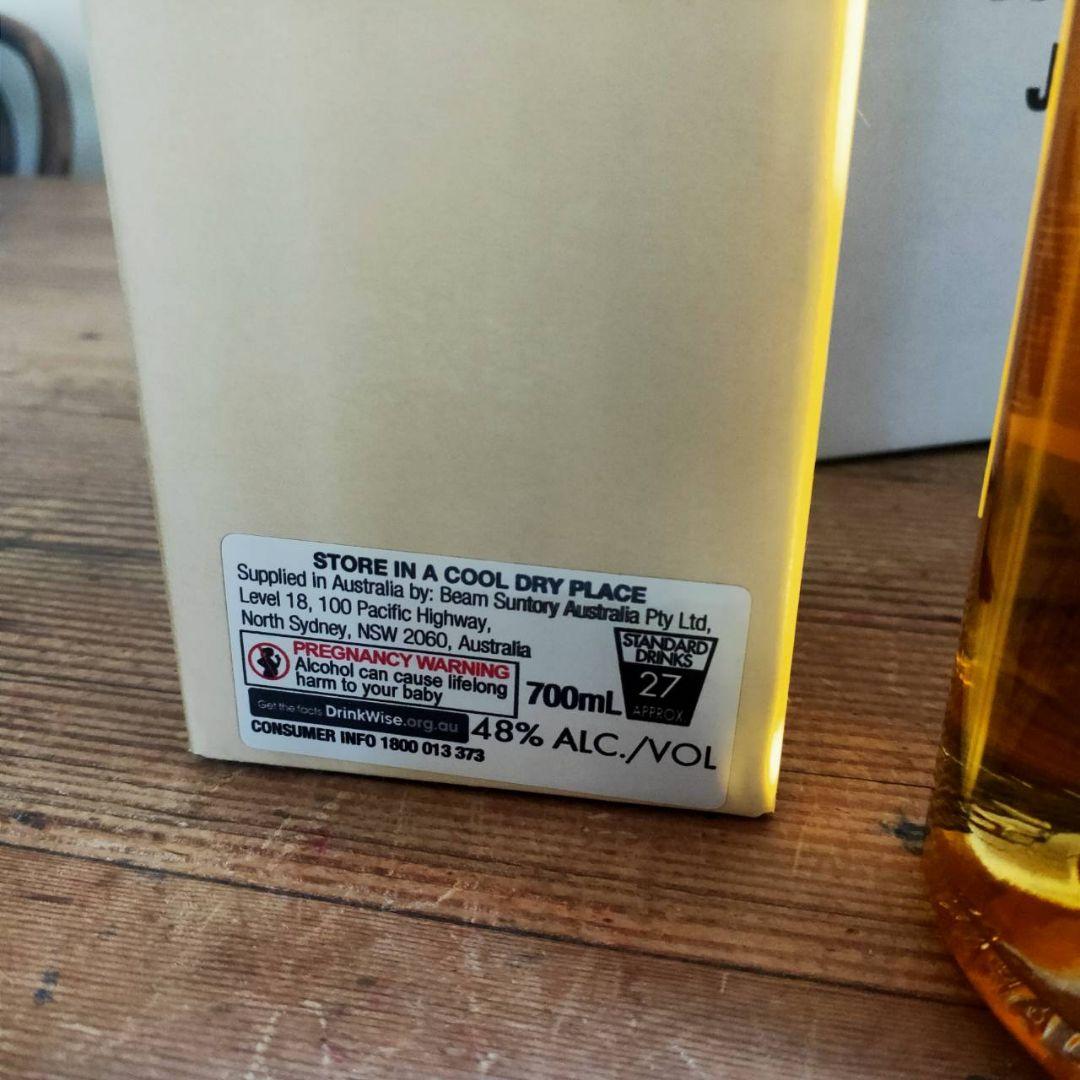 STORE IN A COOL DRY PLACE
Supplied in Australia by: Beam Suntory Australia Pty Ltd,
Level 18, 100 Pacific Highway,
North Sydney, NSW 2060, Australia
PREGNANCY WARNING
Alcohol can cause lifelong
harm to your baby
Get the facts DrinkWise.org.au
CONSUMER INFO 1800 013 373
700mL
48% ALC./VOL
STANDARD
DRINKS
27
APPROX
J